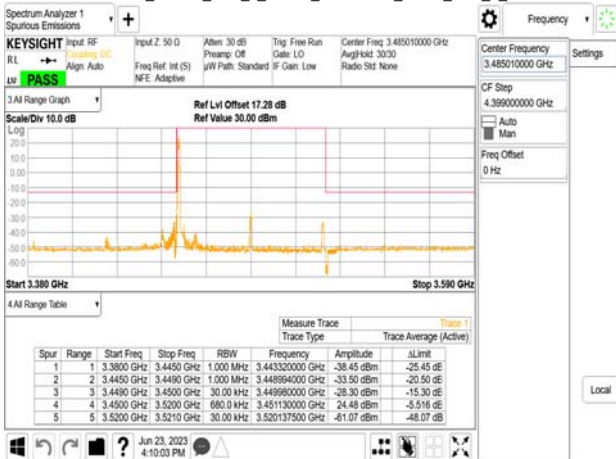 Spectrum Analyzer 1
Spurious Emissions
Frequency
KEYSIGHT
RL
LV PASS
Input: RF
Coupling: DC
Align: Auto
Input Z: 50 Ω
Freq Ref: Int (S)
NFE: Adaptive
Atten: 30 dB
Preamp: Off
µW Path: Standard
Trig: Free Run
Gate: LO
IF Gain: Low
Center Freq: 3.485010000 GHz
Avg|Hold: 30/30
Radio Std: None
Center Frequency
3.485010000 GHz
Settings
CF Step
4.399000000 GHz
Auto
Man
Freq Offset
0 Hz
Local
3 All Range Graph
Scale/Div 10.0 dB
Ref Lvl Offset 17.28 dB
Ref Value 30.00 dBm
Log
20.0
10.0
0.00
-10.0
-20.0
-30.0
-40.0
-50.0
-60.0
Start 3.380 GHz
Stop 3.590 GHz
4 All Range Table
Measure Trace Trace 1
Trace Type Trace Average (Active)
Spur Range Start Freq Stop Freq RBW Frequency Amplitude ΔLimit
1 1 3.3800 GHz 3.4450 GHz 1.000 MHz 3.443320000 GHz -38.45 dBm -25.45 dB
2 2 3.4450 GHz 3.4490 GHz 1.000 MHz 3.448994000 GHz -33.50 dBm -20.50 dB
3 3 3.4490 GHz 3.4500 GHz 30.00 kHz 3.449980000 GHz -28.30 dBm -15.30 dB
4 4 3.4500 GHz 3.5200 GHz 680.0 kHz 3.451130000 GHz 24.48 dBm -5.516 dB
5 5 3.5200 GHz 3.5210 GHz 30.00 kHz 3.520137500 GHz -61.07 dBm -48.07 dB
?
Jun 23, 2023
4:10:03 PM